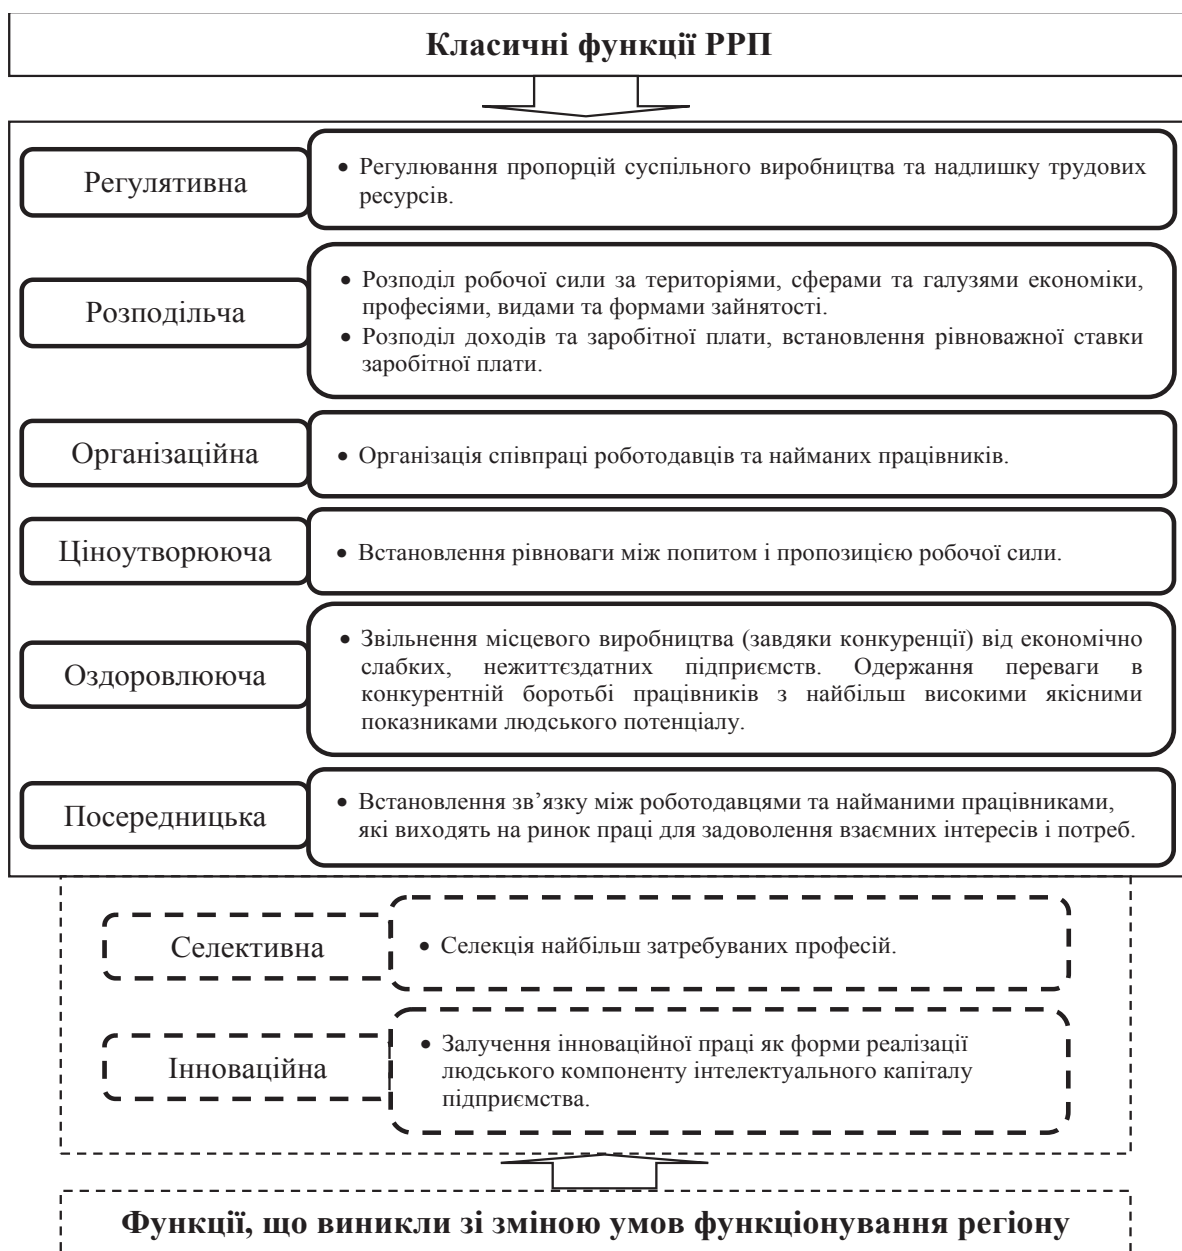 Класичні функції РРП
Регулятивна
• Регулювання пропорцій суспільного виробництва та надлишку трудових
ресурсів.
Розподільча
• Розподіл робочої сили за територіями, сферами та галузями економіки,
професіями, видами та формами зайнятості.
• Розподіл доходів та заробітної плати, встановлення рівноважної ставки
заробітної плати.
Організаційна
• Організація співпраці роботодавців та найманих працівників.
Ціноутворююча
• Встановлення рівноваги між попитом і пропозицією робочої сили.
Оздоровлююча
• Звільнення місцевого виробництва (завдяки конкуренції) від економічно
слабких, нежиттєздатних підприємств. Одержання переваги в
конкурентній боротьбі працівників з найбільш високими якісними
показниками людського потенціалу.
Посередницька
• Встановлення зв’язку між роботодавцями та найманими працівниками,
які виходять на ринок праці для задоволення взаємних інтересів і потреб.
Селективна
• Селекція найбільш затребуваних професій.
Інноваційна
• Залучення інноваційної праці як форми реалізації
людського компоненту інтелектуального капіталу
підприємства.
Функції, що виникли зі зміною умов функціонування регіону